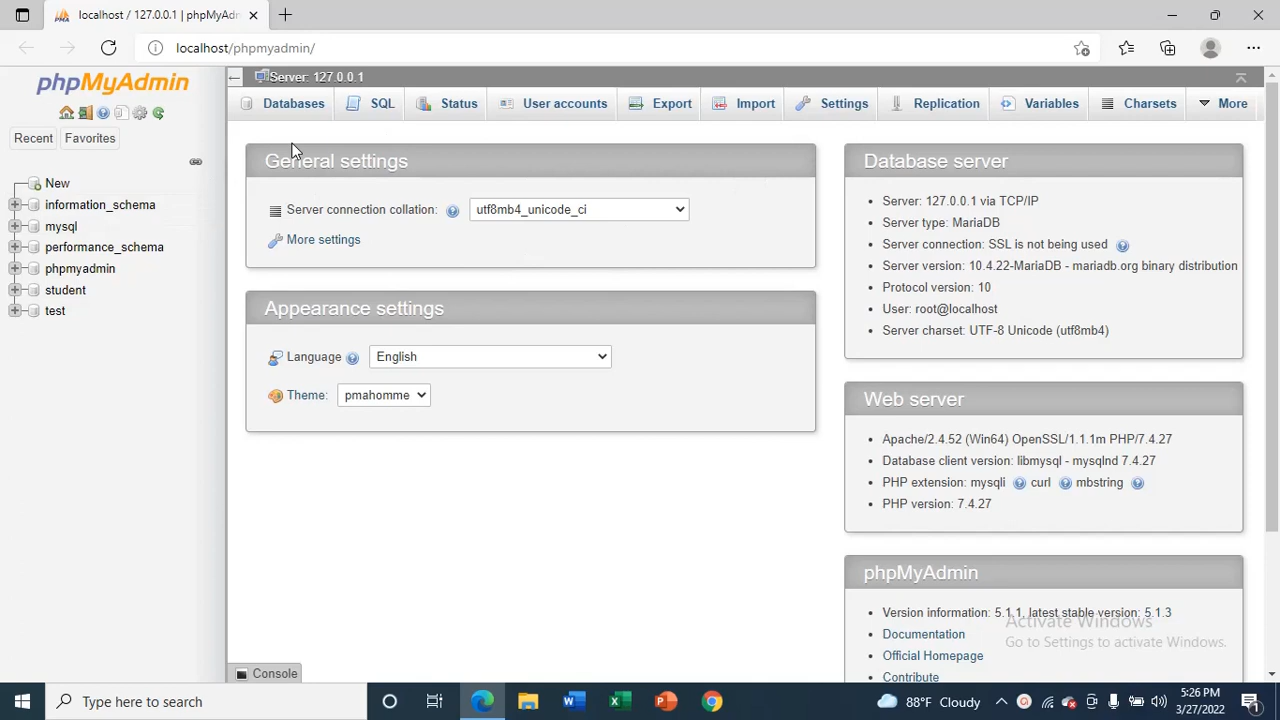 localhost / 127.0.0.1 | phpMyAd
localhost/phpmyadmin/
phpMyAdmin
Recent
Favorites
New
information_schema
mysql
performance_schema
phpmyadmin
student
test
Server: 127.0.0.1
Databases
SQL
Status
User accounts
Export
Import
Settings
Replication
Variables
Charsets
More
General settings
Server connection collation:
utf8mb4_unicode_ci
More settings
Appearance settings
Language
English
Theme:
pmahomme
Database server
Server: 127.0.0.1 via TCP/IP
Server type: MariaDB
Server connection: SSL is not being used
Server version: 10.4.22-MariaDB - mariadb.org binary distribution
Protocol version: 10
User: root@localhost
Server charset: UTF-8 Unicode (utf8mb4)
Web server
Apache/2.4.52 (Win64) OpenSSL/1.1.1m PHP/7.4.27
Database client version: libmysql - mysqlnd 7.4.27
PHP extension: mysqli curl mbstring
PHP version: 7.4.27
phpMyAdmin
Version information: 5.1.1, latest stable version: 5.1.3
Documentation
Official Homepage
Contribute
Activate Windows
Go to Settings to activate Windows.
Console
Type here to search
88°F Cloudy
5:26 PM
3/27/2022